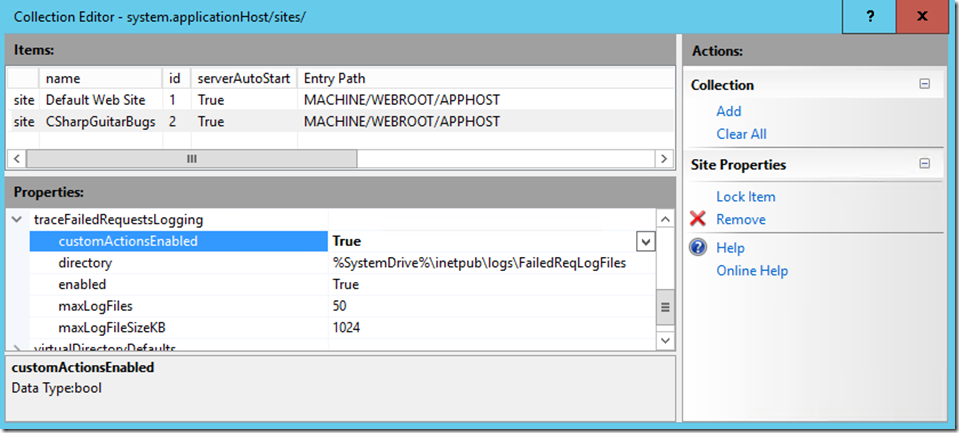 Collection Editor - system.applicationHost/sites/
?
x
Items:
name id serverAutoStart Entry Path
site Default Web Site 1 True MACHINE/WEBROOT/APPHOST
site CSharpGuitarBugs 2 True MACHINE/WEBROOT/APPHOST
Properties:
traceFailedRequestsLogging
customActionsEnabled True
directory %SystemDrive%\inetpub\logs\FailedReqLogFiles
enabled True
maxLogFiles 50
maxLogFileSizeKB 1024
virtualDirectoryDefaults
customActionsEnabled
Data Type:bool
Actions:
Collection
Add
Clear All
Site Properties
Lock Item
Remove
Help
Online Help